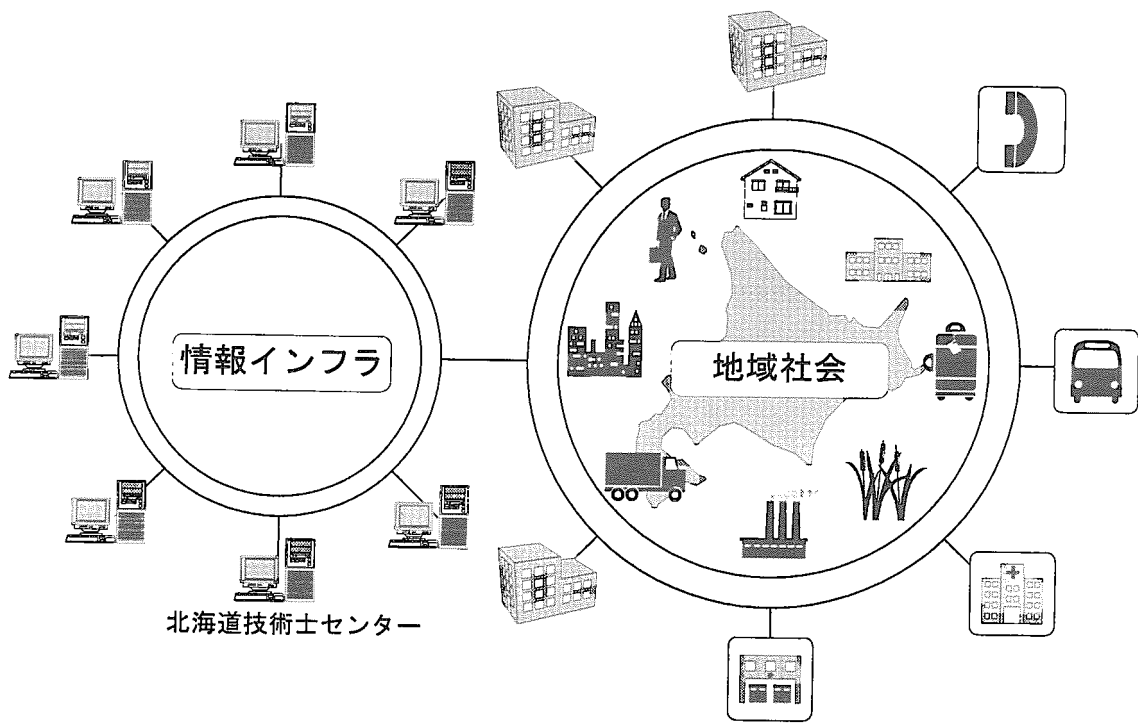 情報インフラ
地域社会
北海道技術士センター